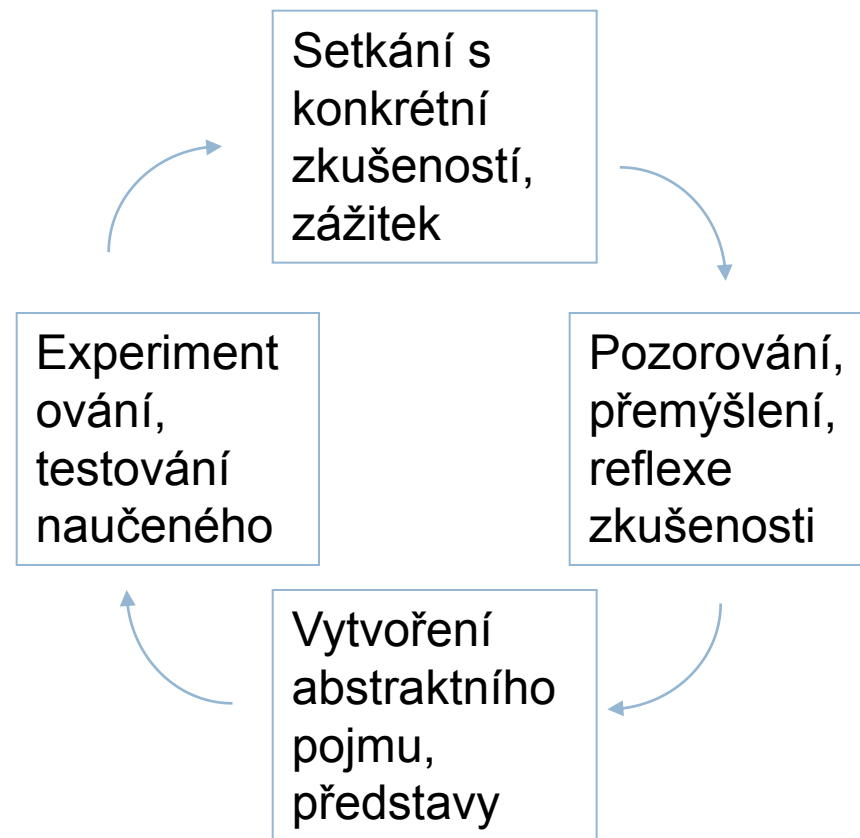 Setkání s
konkrétní
zkušeností,
zážitek
Experiment
ování,
testování
naučeného
Pozorování,
přemýšlení,
reflexe
zkušenosti
Vytvoření
abstraktního
pojmu,
představy